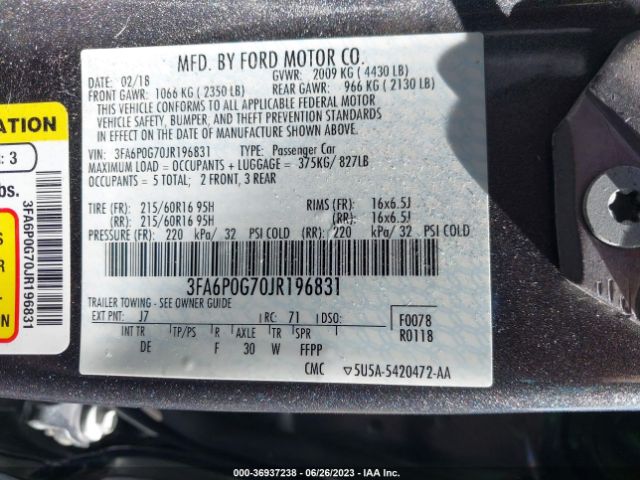 MFD. BY FORD MOTOR CO.
DATE: 02/18 GVWR: 2009 KG ( 4430 LB)
FRONT GAWR: 1066 KG ( 2350 LB) REAR GAWR: 966 KG ( 2130 LB)
THIS VEHICLE CONFORMS TO ALL APPLICABLE FEDERAL MOTOR
VEHICLE SAFETY, BUMPER, AND THEFT PREVENTION STANDARDS
IN EFFECT ON THE DATE OF MANUFACTURE SHOWN ABOVE.
VIN: 3FA6P0G70JR196831 TYPE: Passenger Car
MAXIMUM LOAD = OCCUPANTS + LUGGAGE = 375KG/ 827LB
OCCUPANTS = 5 TOTAL; 2 FRONT, 3 REAR
TIRE (FR): 215/60R16 95H RIMS (FR): 16x6.5J
(RR): 215/60R16 95H (RR): 16x6.5J
PRESSURE (FR): 220 kPa/ 32 PSI COLD (RR): 220 kPa/ 32 PSI COLD
3FA6P0G70JR196831
TRAILER TOWING - SEE OWNER GUIDE
EXT PNT: J7 RC: 71 DSO: F0078
INT TR TP/PS R AXLE TR SPR R0118
DE F 30 W FFPP
CMC ▽5U5A-5420472-AA
ATION
: 3
bs.
3FA6P0G70JR196831
S
R
ON
000-36937238 - 06/26/2023 - IAA Inc.